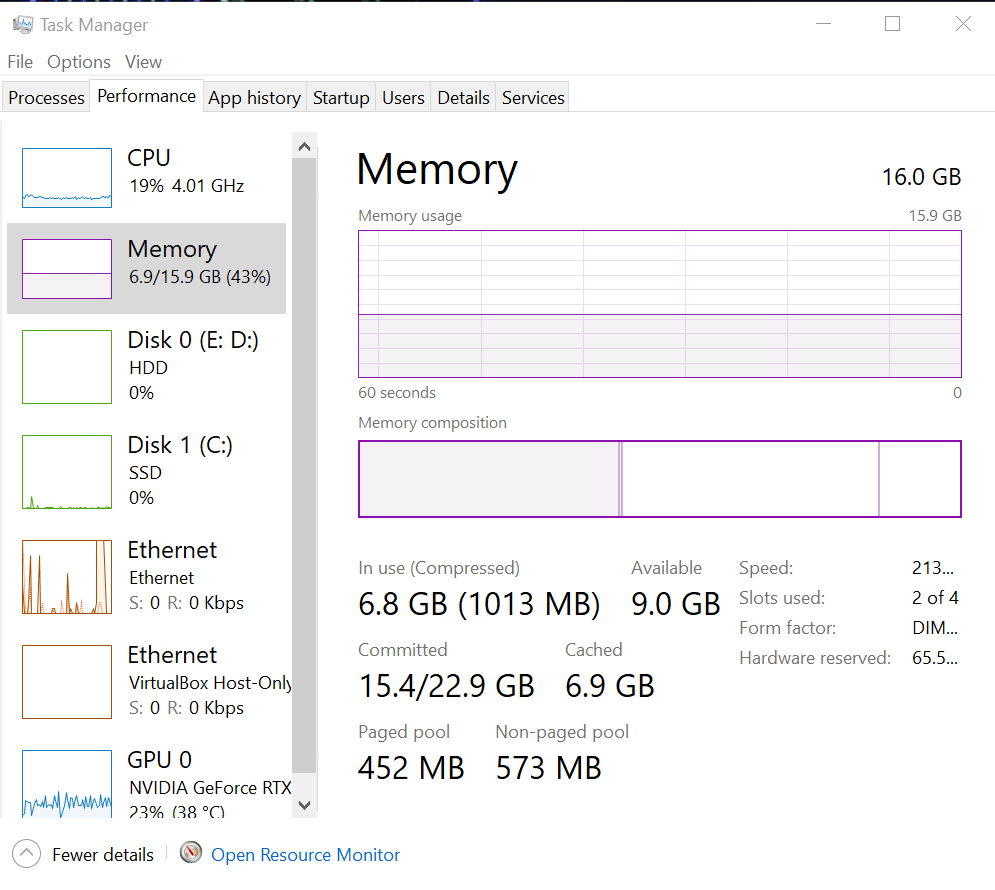 Task Manager
File Options View
Processes Performance App history Startup Users Details Services
CPU
19% 4.01 GHz
Memory
6.9/15.9 GB (43%)
Disk 0 (E: D:)
HDD
0%
Disk 1 (C:)
SSD
0%
Ethernet
Ethernet
S: 0 R: 0 Kbps
Ethernet
VirtualBox Host-Only
S: 0 R: 0 Kbps
GPU 0
NVIDIA GeForce RTX
23% (38 °C)
Memory 16.0 GB
Memory usage 15.9 GB
60 seconds 0
Memory composition
In use (Compressed) Available
6.8 GB (1013 MB) 9.0 GB
Committed Cached
15.4/22.9 GB 6.9 GB
Paged pool Non-paged pool
452 MB 573 MB
Speed: 213...
Slots used: 2 of 4
Form factor: DIM...
Hardware reserved: 65.5...
Fewer details Open Resource Monitor